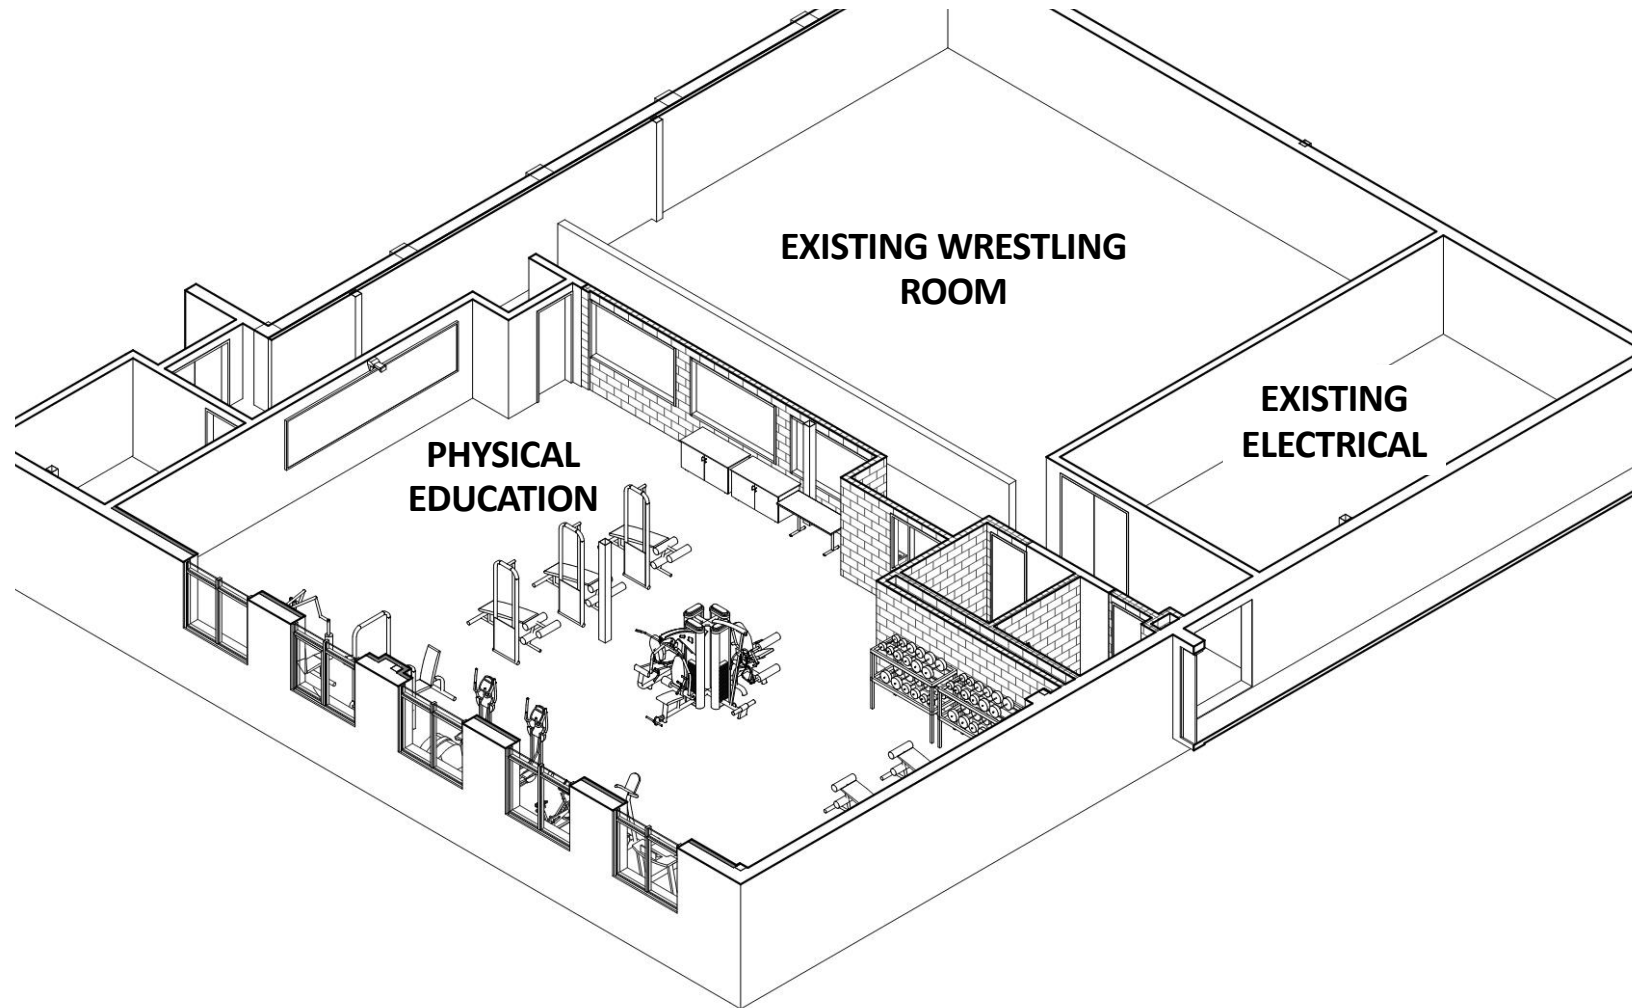 EXISTING WRESTLING
ROOM
EXISTING
ELECTRICAL
PHYSICAL
EDUCATION